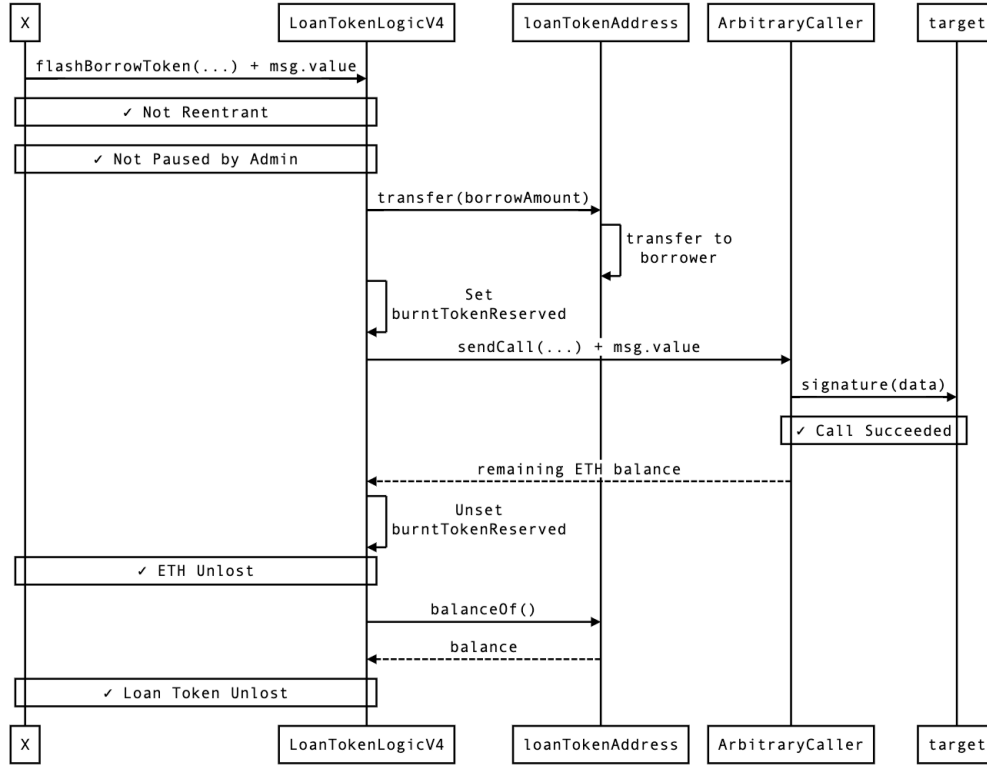 X
LoanTokenLogicV4
loanTokenAddress
ArbitraryCaller
target
flashBorrowToken(...) + msg.value
✓ Not Reentrant
✓ Not Paused by Admin
transfer(borrowAmount)
transfer to
borrower
Set
burntTokenReserved
sendCall(...) + msg.value
signature(data)
✓ Call Succeeded
remaining ETH balance
Unset
burntTokenReserved
✓ ETH Unlost
balanceOf()
balance
✓ Loan Token Unlost
X
LoanTokenLogicV4
loanTokenAddress
ArbitraryCaller
target